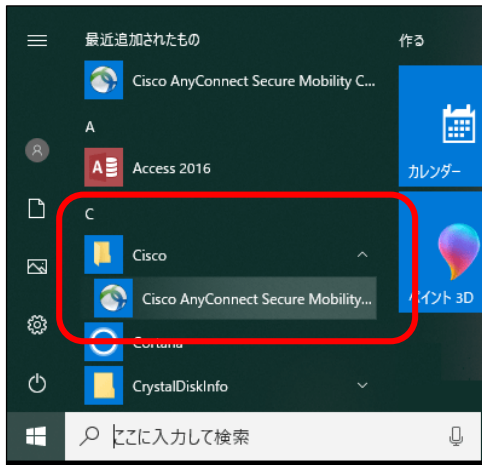 最近追加されたもの
作る
Cisco AnyConnect Secure Mobility C...
A
Access 2016
カレンダー
C
Cisco
Cisco AnyConnect Secure Mobility...
ペイント 3D
Cortana
CrystalDiskInfo
ここに入力して検索